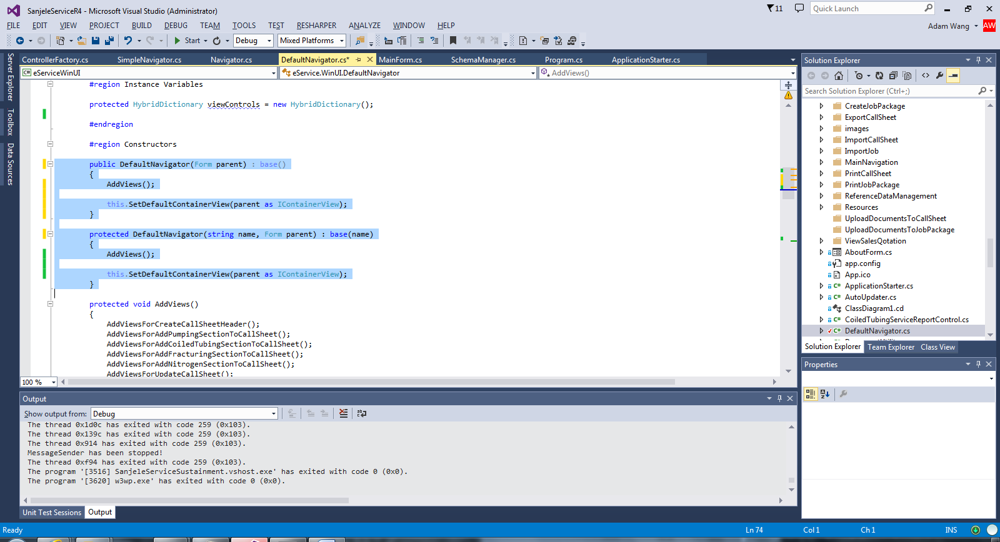 SanjeleServiceR4 - Microsoft Visual Studio (Administrator)
11
Quick Launch
FILE EDIT VIEW PROJECT BUILD DEBUG TEAM TOOLS TEST RESHARPER ANALYZE WINDOW HELP
Adam Wang
AW
Start
Debug
Mixed Platforms
Server Explorer
Toolbox
Data Sources
ControllerFactory.cs SimpleNavigator.cs Navigator.cs DefaultNavigator.cs* MainForm.cs SchemaManager.cs Program.cs ApplicationStarter.cs
eServiceWinUI
eService.WinUI.DefaultNavigator
AddViews()
#region Instance Variables
protected HybridDictionary viewControls = new HybridDictionary();
#endregion
#region Constructors
public DefaultNavigator(Form parent) : base()
{
AddViews();
this.SetDefaultContainerView(parent as IContainerView);
}
protected DefaultNavigator(string name, Form parent) : base(name)
{
AddViews();
this.SetDefaultContainerView(parent as IContainerView);
}
protected void AddViews()
{
AddViewsForCreateCallSheetHeader();
AddViewsForAddPumpingSectionToCallSheet();
AddViewsForAddCoiledTubingSectionToCallSheet();
AddViewsForAddFracturingSectionToCallSheet();
AddViewsForAddNitrogenSectionToCallSheet();
AddViewsForUpdateCallSheet();
100 %
Output
Show output from: Debug
The thread 0x1d0c has exited with code 259 (0x103).
The thread 0x139c has exited with code 259 (0x103).
The thread 0x914 has exited with code 259 (0x103).
MessageSender has been stopped!
The thread 0xf94 has exited with code 259 (0x103).
The program '[3516] SanjeleServiceSustainment.vshost.exe' has exited with code 0 (0x0).
The program '[3620] w3wp.exe' has exited with code 0 (0x0).
Unit Test Sessions Output
Solution Explorer
Search Solution Explorer (Ctrl+;)
CreateJobPackage
ExportCallSheet
images
ImportCallSheet
ImportJob
MainNavigation
PrintCallSheet
PrintJobPackage
ReferenceDataManagement
Resources
UploadDocumentsToCallSheet
UploadDocumentsToJobPackage
ViewSalesQotation
AboutForm.cs
app.config
App.ico
C# ApplicationStarter.cs
C# AutoUpdater.cs
ClassDiagram1.cd
C# CoiledTubingServiceReportControl.cs
C# DefaultNavigator.cs
Solution Explorer Team Explorer Class View
Properties
Ready
Ln 74
Col 1
Ch 1
INS